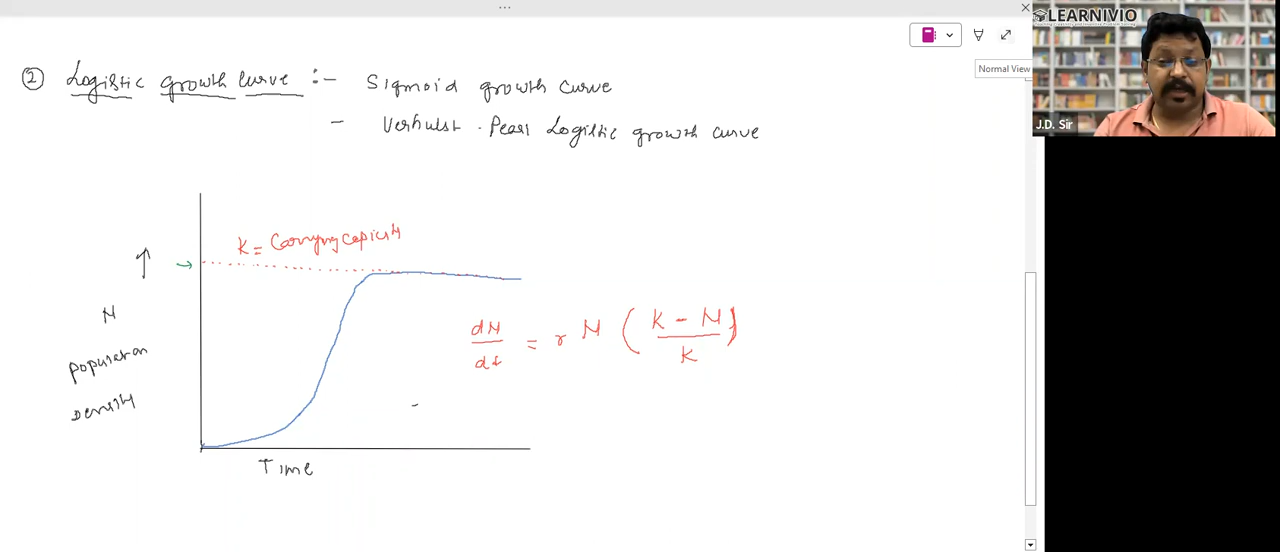 LEARNIVIO
Normal View
J.D. Sir
② Logistic growth Curve :- Sigmoid growth curve
- Verhulst . Pearl Logistic growth curve
K = Carrying Capicity
↑
N
Population
Density
dN/dt = r N ( K - N / K )
Time